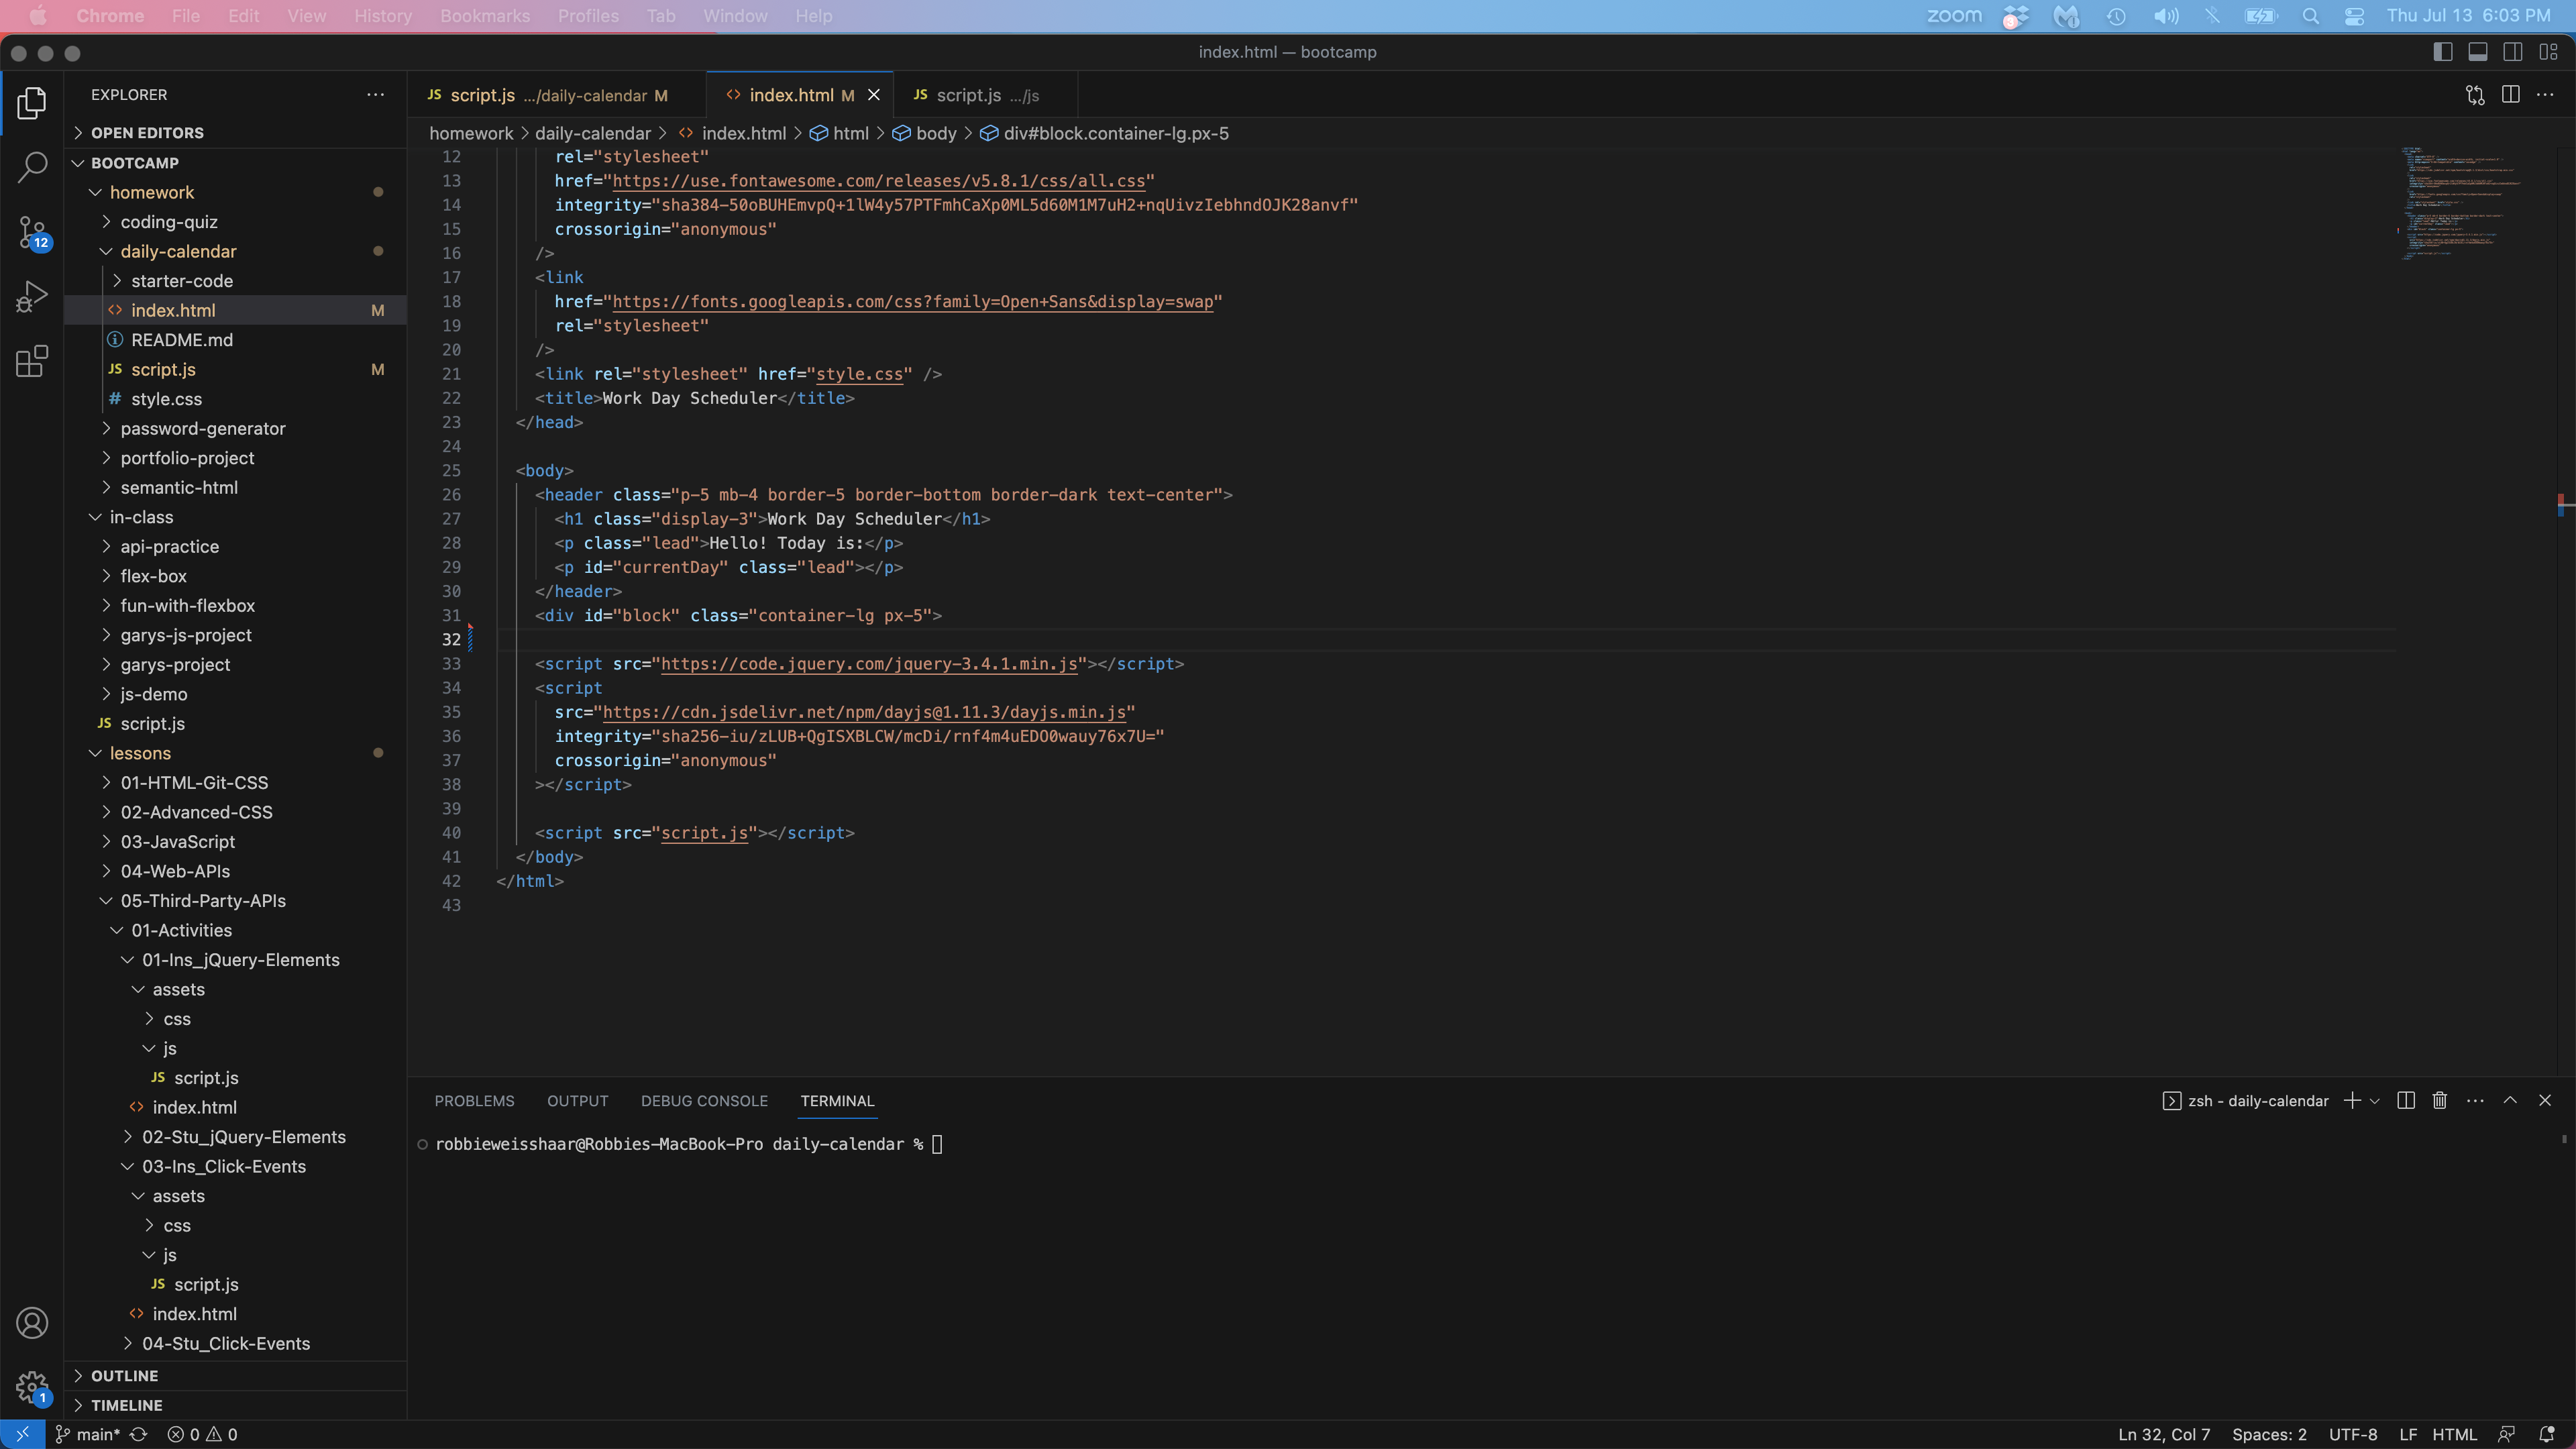 Chrome File Edit View History Bookmarks Profiles Tab Window Help
zoom 3 Thu Jul 13 6:03 PM
index.html — bootcamp
EXPLORER
OPEN EDITORS
BOOTCAMP
homework
coding-quiz
daily-calendar
starter-code
index.html M
README.md
JS script.js M
# style.css
password-generator
portfolio-project
semantic-html
in-class
api-practice
flex-box
fun-with-flexbox
garys-js-project
garys-project
js-demo
JS script.js
lessons
01-HTML-Git-CSS
02-Advanced-CSS
03-JavaScript
04-Web-APIs
05-Third-Party-APIs
01-Activities
01-Ins_jQuery-Elements
assets
css
js
JS script.js
index.html
02-Stu_jQuery-Elements
03-Ins_Click-Events
assets
css
js
JS script.js
index.html
04-Stu_Click-Events
OUTLINE
TIMELINE
12
1
JS script.js .../daily-calendar M
<> index.html M
JS script.js .../js
homework > daily-calendar > <> index.html > html > body > div#block.container-lg.px-5
12 rel="stylesheet"
13 href="https://use.fontawesome.com/releases/v5.8.1/css/all.css"
14 integrity="sha384-50oBUHEmvpQ+1lW4y57PTFmhCaXp0ML5d60M1M7uH2+nqUivzIebhndOJK28anvf"
15 crossorigin="anonymous"
16 />
17 <link
18 href="https://fonts.googleapis.com/css?family=Open+Sans&display=swap"
19 rel="stylesheet"
20 />
21 <link rel="stylesheet" href="style.css" />
22 <title>Work Day Scheduler</title>
23 </head>
24
25 <body>
26 <header class="p-5 mb-4 border-5 border-bottom border-dark text-center">
27 <h1 class="display-3">Work Day Scheduler</h1>
28 <p class="lead">Hello! Today is:</p>
29 <p id="currentDay" class="lead"></p>
30 </header>
31 <div id="block" class="container-lg px-5">
32
33 <script src="https://code.jquery.com/jquery-3.4.1.min.js"></script>
34 <script
35 src="https://cdn.jsdelivr.net/npm/dayjs@1.11.3/dayjs.min.js"
36 integrity="sha256-iu/zLUB+QgISXBLCW/mcDi/rnf4m4uEDO0wauy76x7U="
37 crossorigin="anonymous"
38 ></script>
39
40 <script src="script.js"></script>
41 </body>
42 </html>
43
PROBLEMS OUTPUT DEBUG CONSOLE TERMINAL
zsh - daily-calendar
robbieweisshaar@Robbies-MacBook-Pro daily-calendar %
main* 0 0
Ln 32, Col 7 Spaces: 2 UTF-8 LF HTML